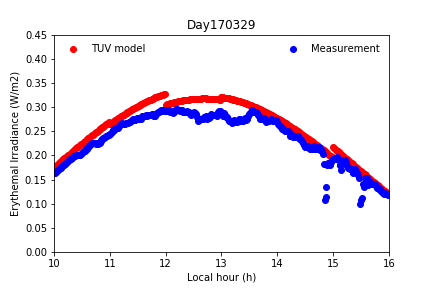 Day170329
TUV model
Measurement
Erythemal Irradiance (W/m2)
0.45
0.40
0.35
0.30
0.25
0.20
0.15
0.10
0.05
0.00
10 11 12 13 14 15 16
Local hour (h)